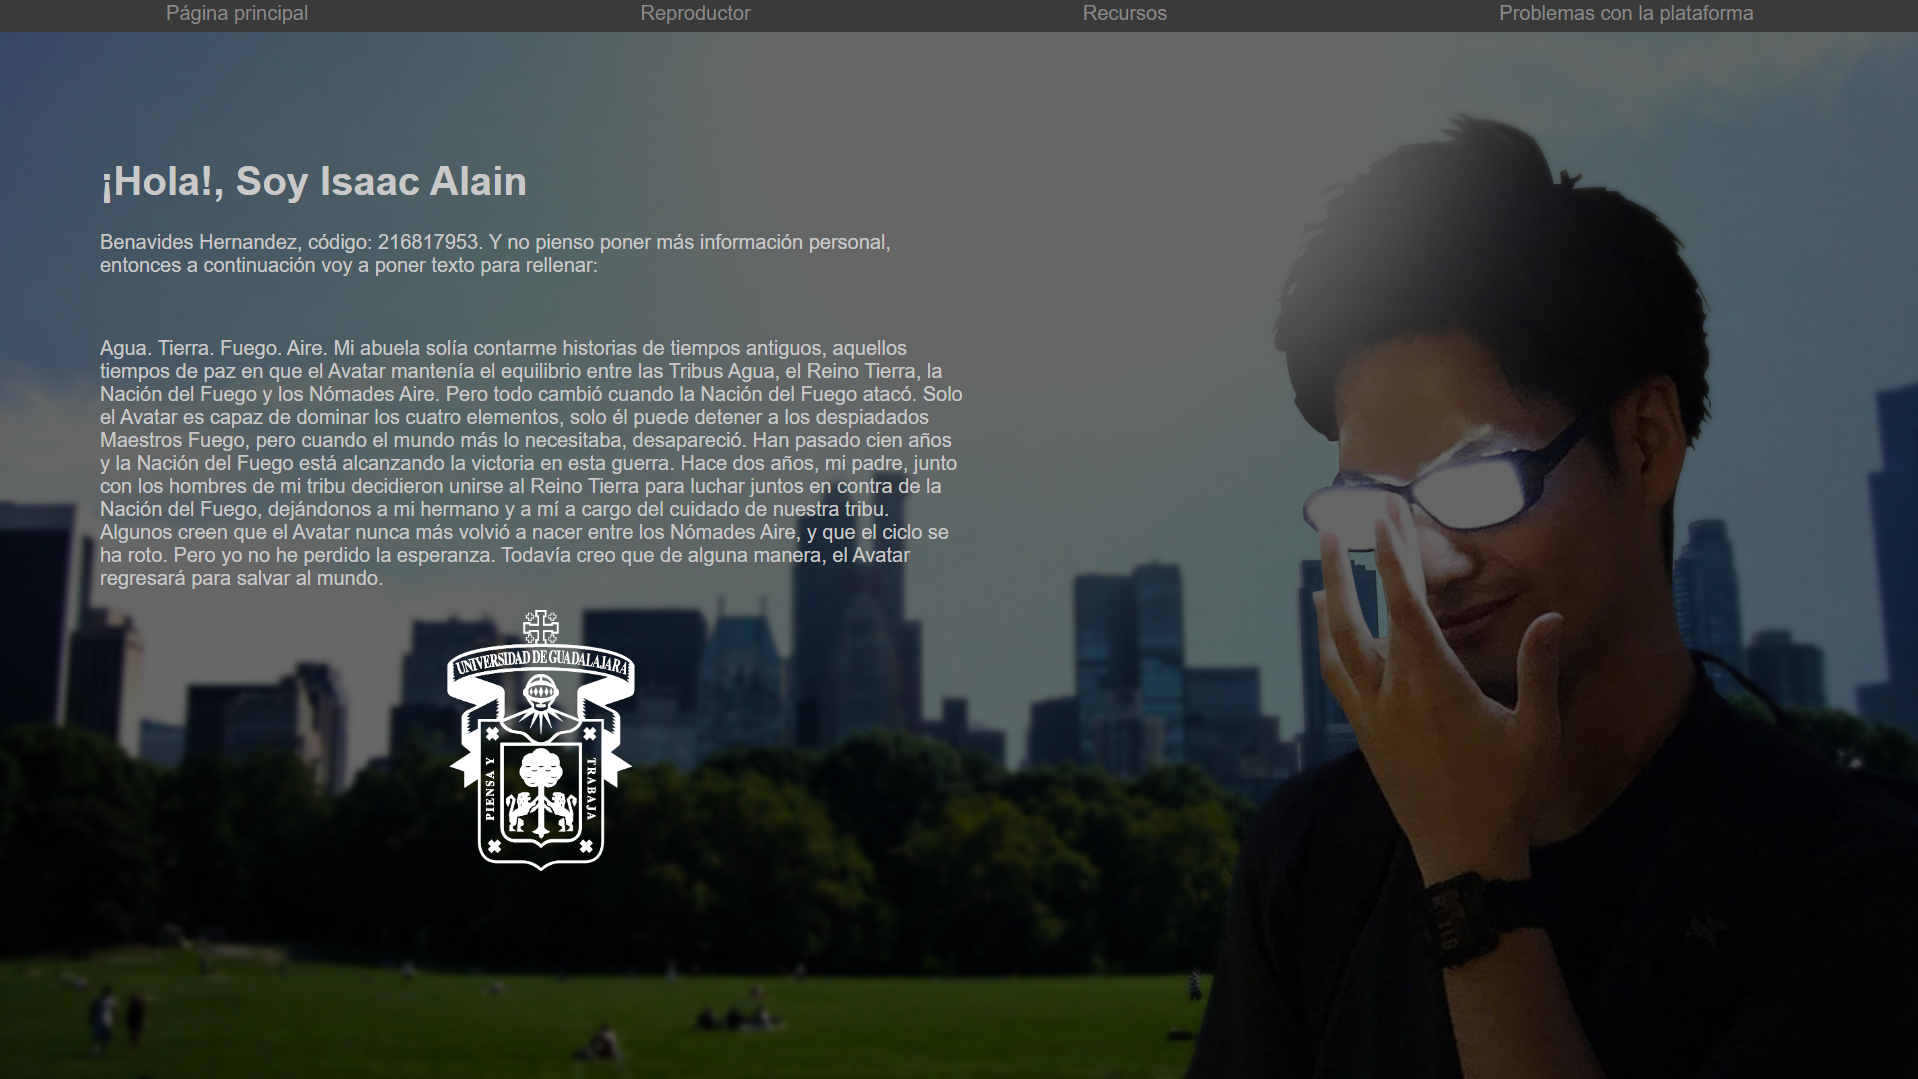 Página principal
Reproductor
Recursos
Problemas con la plataforma
¡Hola!, Soy Isaac Alain
Benavides Hernandez, código: 216817953. Y no pienso poner más información personal,
entonces a continuación voy a poner texto para rellenar:
Agua. Tierra. Fuego. Aire. Mi abuela solía contarme historias de tiempos antiguos, aquellos
tiempos de paz en que el Avatar mantenía el equilibrio entre las Tribus Agua, el Reino Tierra, la
Nación del Fuego y los Nómades Aire. Pero todo cambió cuando la Nación del Fuego atacó. Solo
el Avatar es capaz de dominar los cuatro elementos, solo él puede detener a los despiadados
Maestros Fuego, pero cuando el mundo más lo necesitaba, desapareció. Han pasado cien años
y la Nación del Fuego está alcanzando la victoria en esta guerra. Hace dos años, mi padre, junto
con los hombres de mi tribu decidieron unirse al Reino Tierra para luchar juntos en contra de la
Nación del Fuego, dejándonos a mi hermano y a mí a cargo del cuidado de nuestra tribu.
Algunos creen que el Avatar nunca más volvió a nacer entre los Nómades Aire, y que el ciclo se
ha roto. Pero yo no he perdido la esperanza. Todavía creo que de alguna manera, el Avatar
regresará para salvar al mundo.
UNIVERSIDAD DE GUADALAJARA
PIENSA Y
TRABAJA